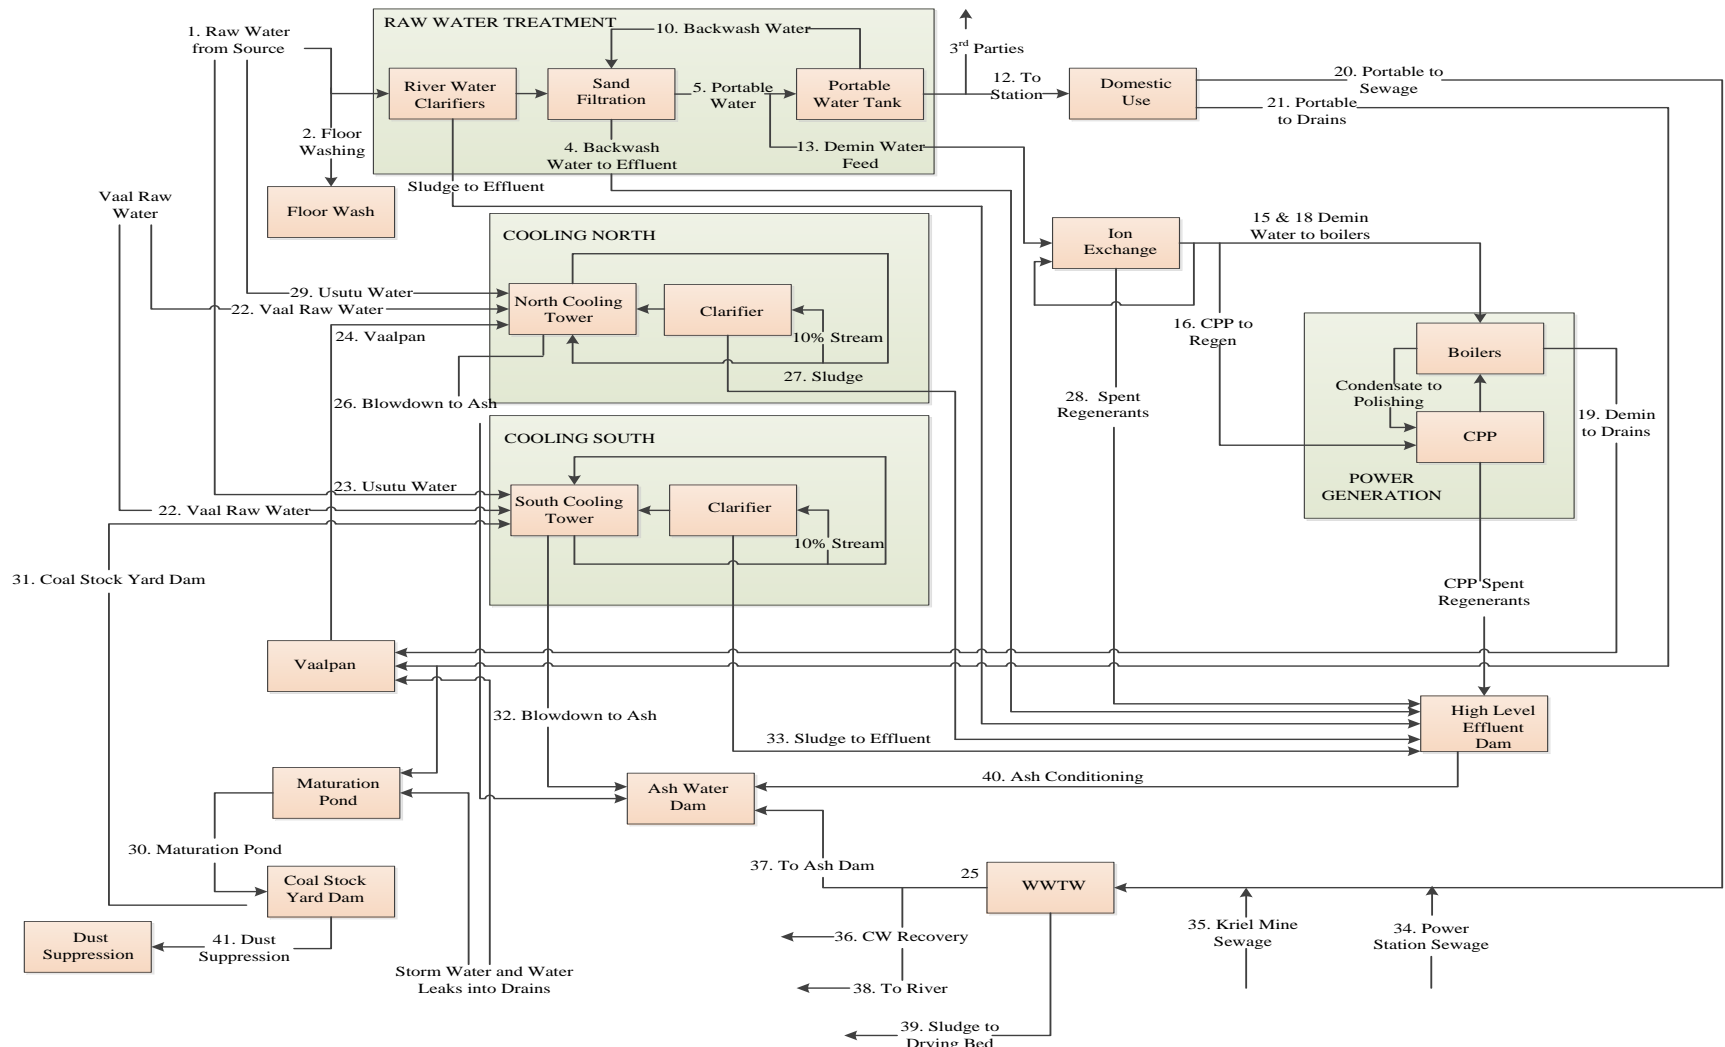 1. Raw Water
from Source
RAW WATER TREATMENT
10. Backwash Water
3rd Parties
River Water
Clarifiers
Sand
Filtration
5. Portable
Water
Portable
Water Tank
12. To
Station
Domestic
Use
20. Portable to
Sewage
21. Portable
to Drains
2. Floor
Washing
4. Backwash
Water to Effluent
13. Demin Water
Feed
Sludge to Effluent
Floor Wash
Vaal Raw
Water
COOLING NORTH
Ion
Exchange
15 & 18 Demin
Water to boilers
29. Usutu Water
22. Vaal Raw Water
24. Vaalpan
North Cooling
Tower
Clarifier
10% Stream
27. Sludge
26. Blowdown to Ash
16. CPP to
Regen
Boilers
Condensate to
Polishing
CPP
POWER
GENERATION
19. Demin
to Drains
28. Spent
Regenerants
COOLING SOUTH
23. Usutu Water
22. Vaal Raw Water
South Cooling
Tower
Clarifier
10% Stream
31. Coal Stock Yard Dam
CPP Spent
Regenerants
Vaalpan
32. Blowdown to Ash
33. Sludge to Effluent
High Level
Effluent
Dam
Maturation
Pond
Ash Water
Dam
40. Ash Conditioning
30. Maturation Pond
37. To Ash Dam
25
WWTW
Coal Stock
Yard Dam
Dust
Suppression
41. Dust
Suppression
36. CW Recovery
35. Kriel Mine
Sewage
34. Power
Station Sewage
Storm Water and Water
Leaks into Drains
38. To River
39. Sludge to
Drying Bed